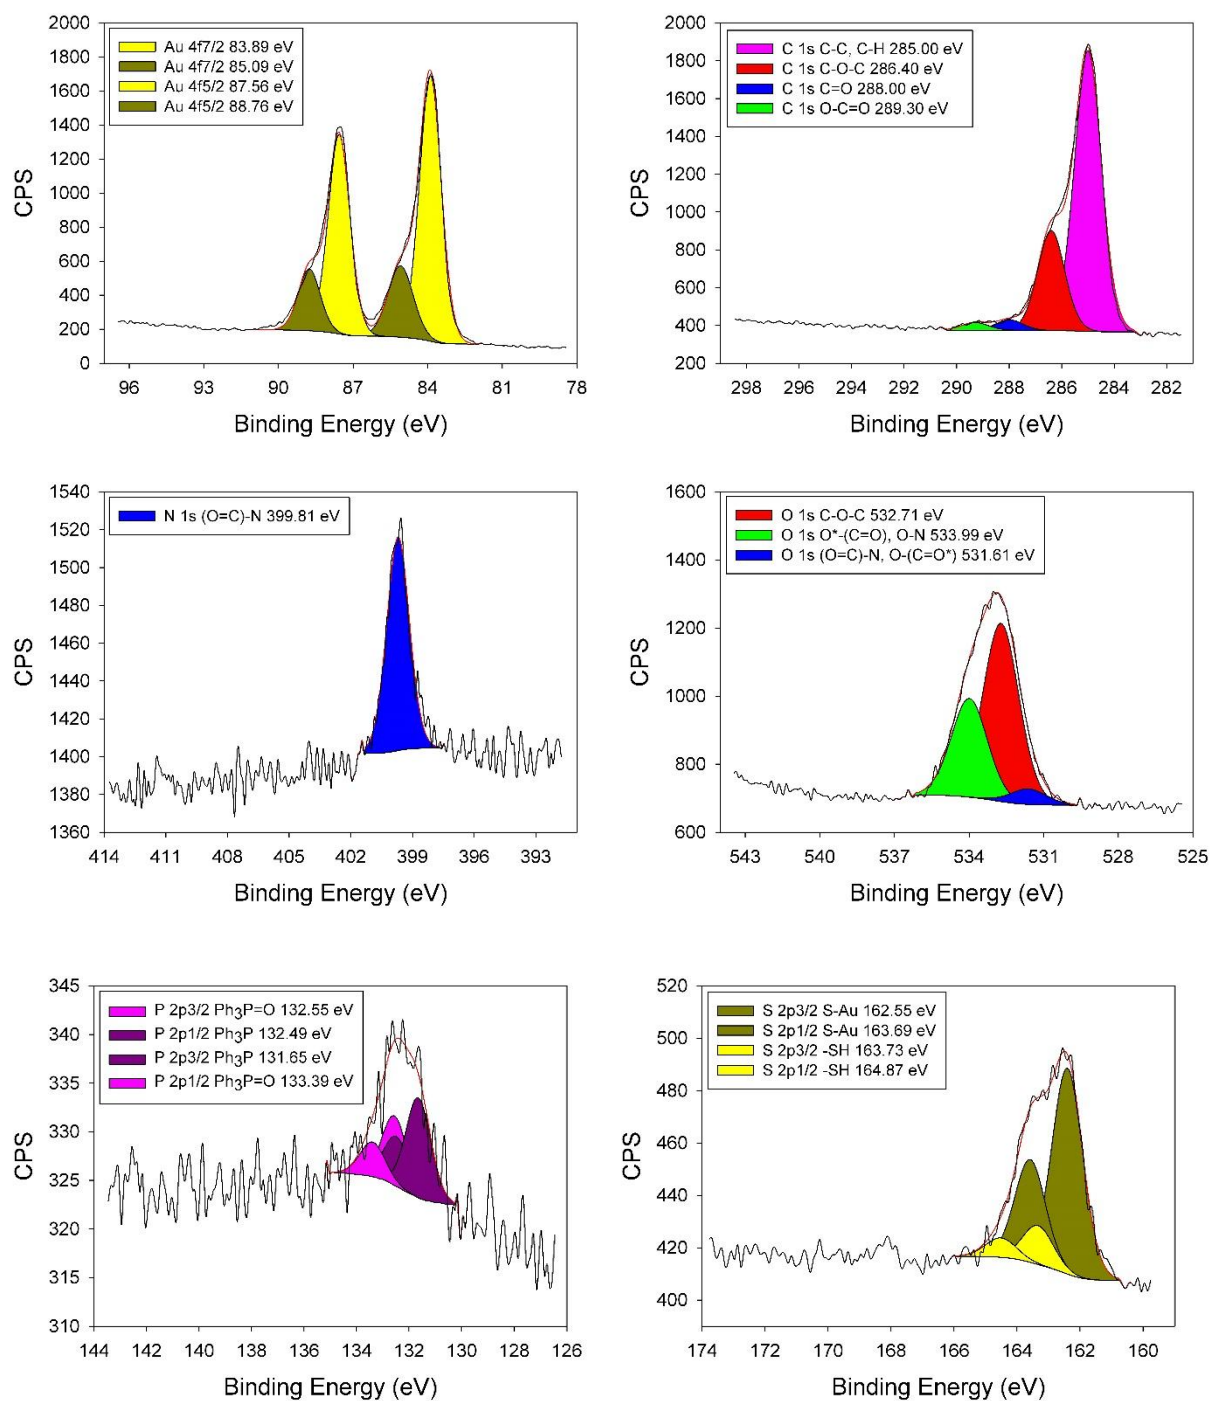 2000
1800
1600
1400
1200
1000
800
600
400
200
0
CPS
Au 4f7/2 83.89 eV
Au 4f7/2 85.09 eV
Au 4f5/2 87.56 eV
Au 4f5/2 88.76 eV
96 93 90 87 84 81 78
Binding Energy (eV)
2000
1800
1600
1400
1200
1000
800
600
400
200
CPS
C 1s C-C, C-H 285.00 eV
C 1s C-O-C 286.40 eV
C 1s C=O 288.00 eV
C 1s O-C=O 289.30 eV
298 296 294 292 290 288 286 284 282
Binding Energy (eV)
1540
1520
1500
1480
1460
1440
1420
1400
1380
1360
CPS
N 1s (O=C)-N 399.81 eV
414 411 408 405 402 399 396 393
Binding Energy (eV)
1600
1400
1200
1000
800
600
CPS
O 1s C-O-C 532.71 eV
O 1s O*-(C=O), O-N 533.99 eV
O 1s (O=C)-N, O-(C=O*) 531.61 eV
543 540 537 534 531 528 525
Binding Energy (eV)
345
340
335
330
325
320
315
310
CPS
P 2p3/2 Ph3P=O 132.55 eV
P 2p1/2 Ph3P 132.49 eV
P 2p3/2 Ph3P 131.65 eV
P 2p1/2 Ph3P=O 133.39 eV
144 142 140 138 136 134 132 130 128 126
Binding Energy (eV)
520
500
480
460
440
420
400
CPS
S 2p3/2 S-Au 162.55 eV
S 2p1/2 S-Au 163.69 eV
S 2p3/2 -SH 163.73 eV
S 2p1/2 -SH 164.87 eV
174 172 170 168 166 164 162 160
Binding Energy (eV)